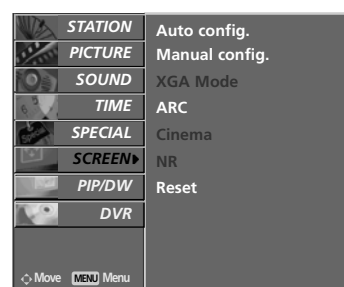 STATION
PICTURE
SOUND
TIME
SPECIAL
SCREEN
PIP/DW
DVR
Move MENU Menu
Auto config.
Manual config.
XGA Mode
ARC
Cinema
NR
Reset